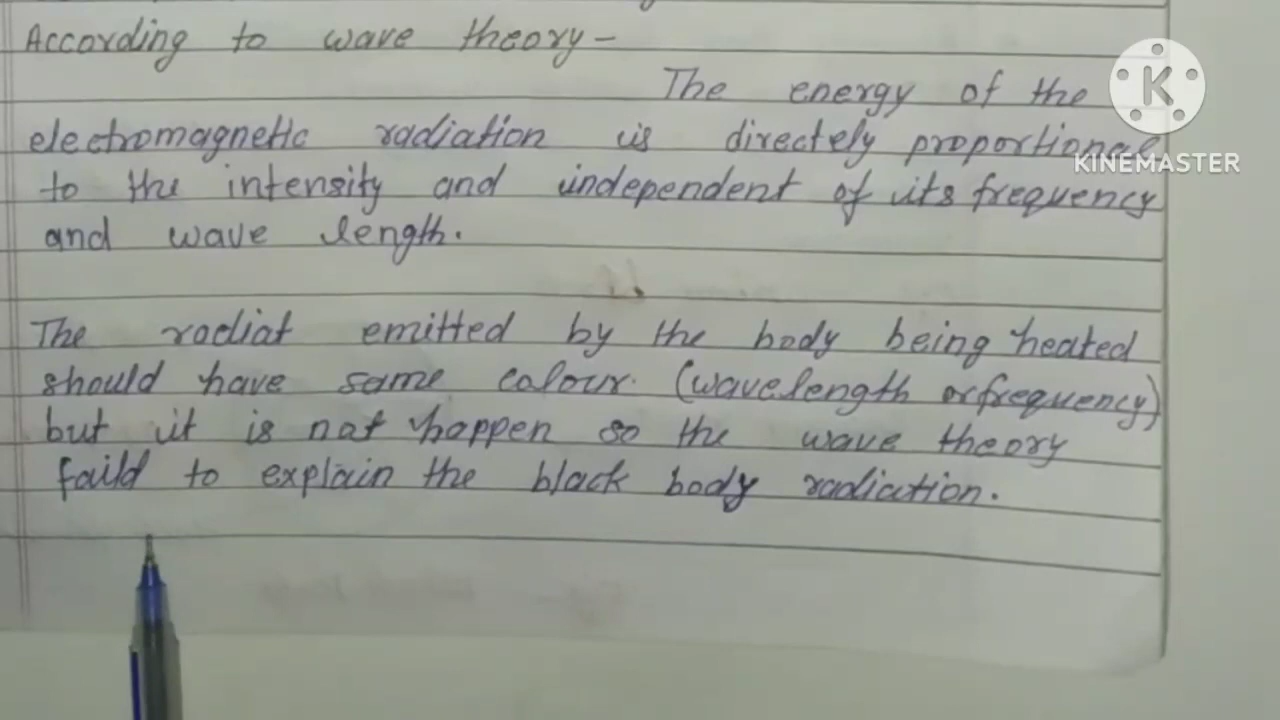 According to wave theory-
The energy of the
electromagnetic radiation is directely proportional
to the intensity and independent of its frequency
and wave length.
The radiat emitted by the body being heated
should have same colour. (wavelength or frequency)
but it is not happen so the wave theory
faild to explain the black body radiation.
K
KINEMASTER